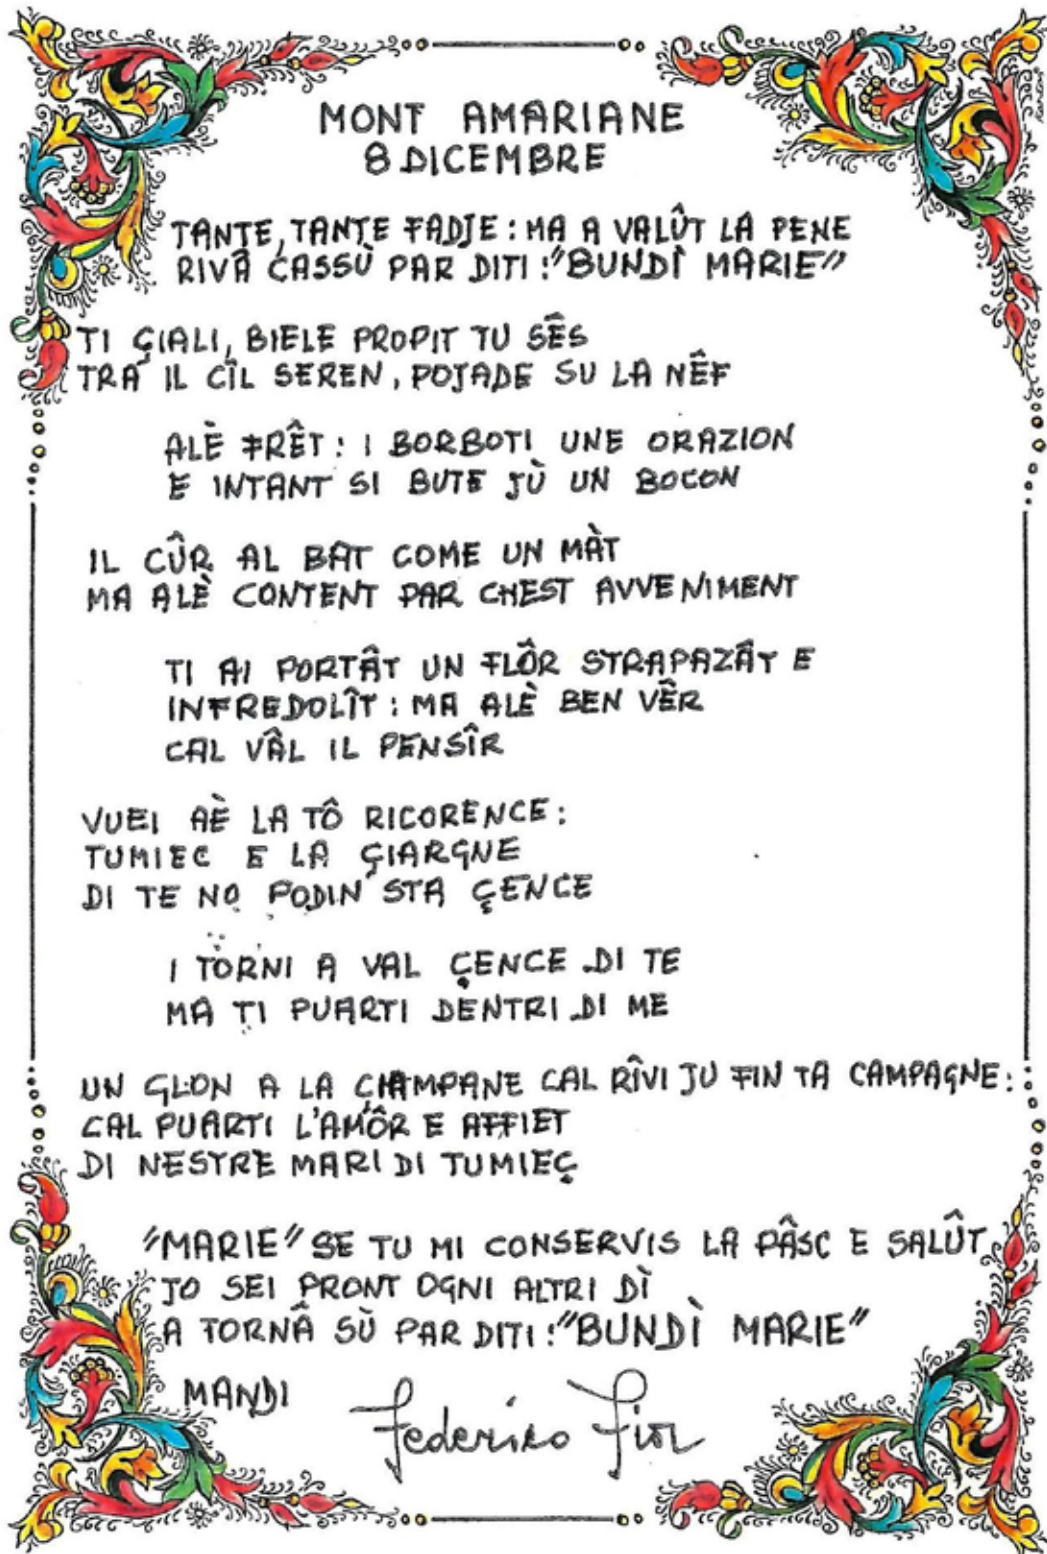 MONT AMARIANE
8 DICEMBRE
TANTE, TANTE FADIE: MA A VALÛT LA PENE
RIVÂ CASSÙ PAR DITI: "BUNDÌ MARIE"
TI ÇIALI, BIELE PROPIT TU SÊS
TRA IL CÎL SEREN, POJADE SU LA NÊF
ALÈ FRÊT: I BORBOTI UNE ORAZION
E INTANT SI BUTE JÙ UN BOCON
IL CÛR AL BAT COME UN MÀT
MA ALÈ CONTENT PAR CHEST AVVENIMENT
TI AI PORTÂT UN FLÔR STRAPAZÂT E
INFREDOLÎT: MA ALÈ BEN VÊR
CAL VÂL IL PENSÎR
VUEI AÈ LA TÔ RICORENCE:
TUMIEC E LA ÇIARGNE
DI TE NO PODIN STA ÇENCE
I TORNI A VAL ÇENCE DI TE
MA TI PUARTI DENTRI DI ME
UN GLON A LA ÇIAMPANE CAL RÎVI JU FIN TA CAMPAGNE:
CAL PUARTI L'AMÔR E AFFIET
DI NESTRE MARI DI TUMIEÇ
"MARIE" SE TU MI CONSERVIS LA PÂSC E SALÛT
JO SEI PRONT OGNI ALTRI DÌ
A TORNÂ SÙ PAR DITI: "BUNDÌ MARIE"
MANDI Federico Fior